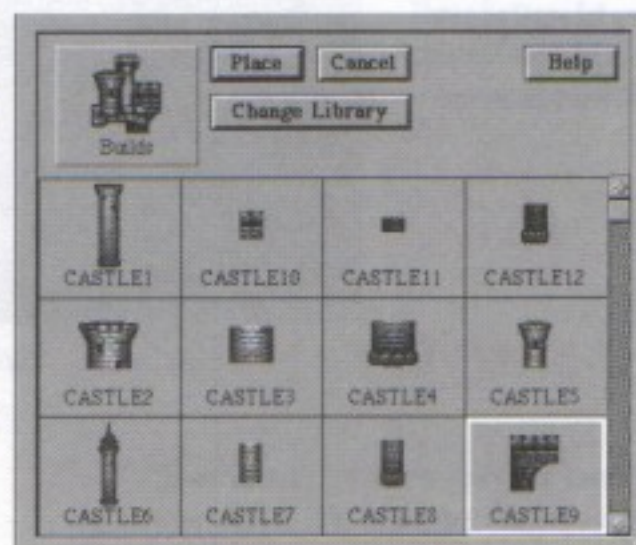 Place Cancel Help
Change Library
Builds
CASTLE1 CASTLE10 CASTLE11 CASTLE12
CASTLE2 CASTLE3 CASTLE4 CASTLE5
CASTLE6 CASTLE7 CASTLE8 CASTLE9